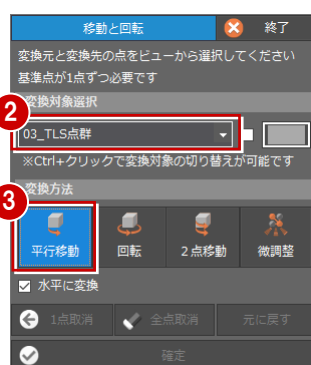 移動と回転 終了
変換元と変換先の点をビューから選択してください
基準点が1点ずつ必要です
変換対象選択
2
03_TLS点群
※Ctrl+クリックで変換対象の切り替えが可能です
変換方法
3
平行移動 回転 2点移動 微調整
水平に変換
1点取消 全点取消 元に戻す
確定